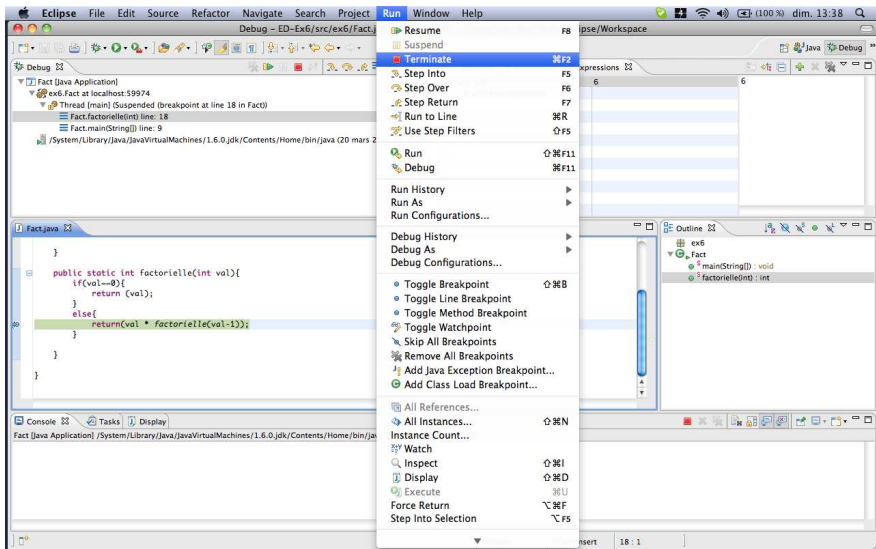 Eclipse File Edit Source Refactor Navigate Search Project Run Window Help
(100 %) dim. 13:38
Debug - ED-Ex6/src/ex6/Fact.j
ipse/Workspace
Java Debug
Debug
Fact [Java Application]
ex6.Fact at localhost:59974
Thread [main] (Suspended (breakpoint at line 18 in Fact))
Fact.factorielle(int) line: 18
Fact.main(String[]) line: 9
/System/Library/Java/JavaVirtualMachines/1.6.0.jdk/Contents/Home/bin/java (20 mars 2
Resume F8
Suspend
Terminate ⌘F2
Step Into F5
Step Over F6
Step Return F7
Run to Line ⌘R
Use Step Filters ⇧F5
Run ⇧⌘F11
Debug ⌘F11
Run History
Run As
Run Configurations...
Debug History
Debug As
Debug Configurations...
Toggle Breakpoint ⇧⌘B
Toggle Line Breakpoint
Toggle Method Breakpoint
Toggle Watchpoint
Skip All Breakpoints
Remove All Breakpoints
Add Java Exception Breakpoint...
Add Class Load Breakpoint...
All References...
All Instances... ⇧⌘N
Instance Count...
Watch
Inspect ⇧⌘I
Display ⇧⌘D
Execute ⌘U
Force Return ⌥⌘F
Step Into Selection ⌥F5
xpressions
6
6
Fact.java
}
public static int factorielle(int val){
if(val==0){
return (val);
}
else{
return(val * factorielle(val-1));
}
}
}
Outline
ex6
Fact
main(String[]) : void
factorielle(int) : int
Console Tasks Display
Fact [Java Application] /System/Library/Java/JavaVirtualMachines/1.6.0.jdk/Contents/Home/bin/jav
nsert 18 : 1